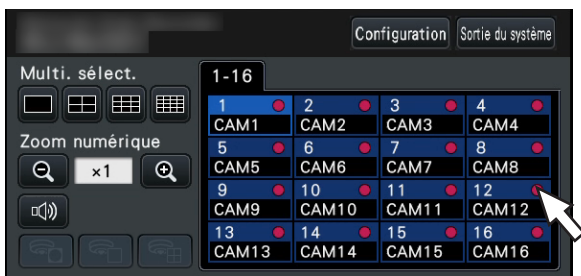 Configuration Sortie du système
Multi. sélect.
1-16
1 2 3 4
CAM1 CAM2 CAM3 CAM4
Zoom numérique
5 6 7 8
CAM5 CAM6 CAM7 CAM8
×1
9 10 11 12
CAM9 CAM10 CAM11 CAM12
13 14 15 16
CAM13 CAM14 CAM15 CAM16